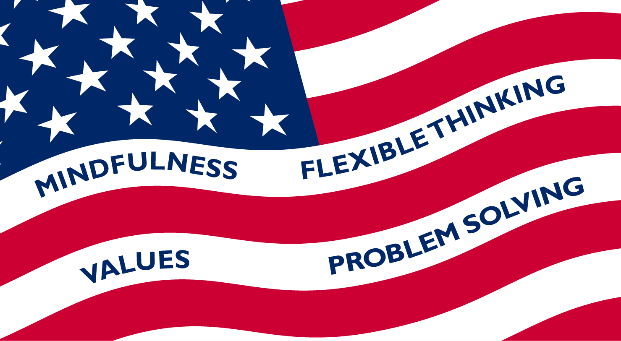 MINDFULNESS
FLEXIBLE THINKING
VALUES
PROBLEM SOLVING